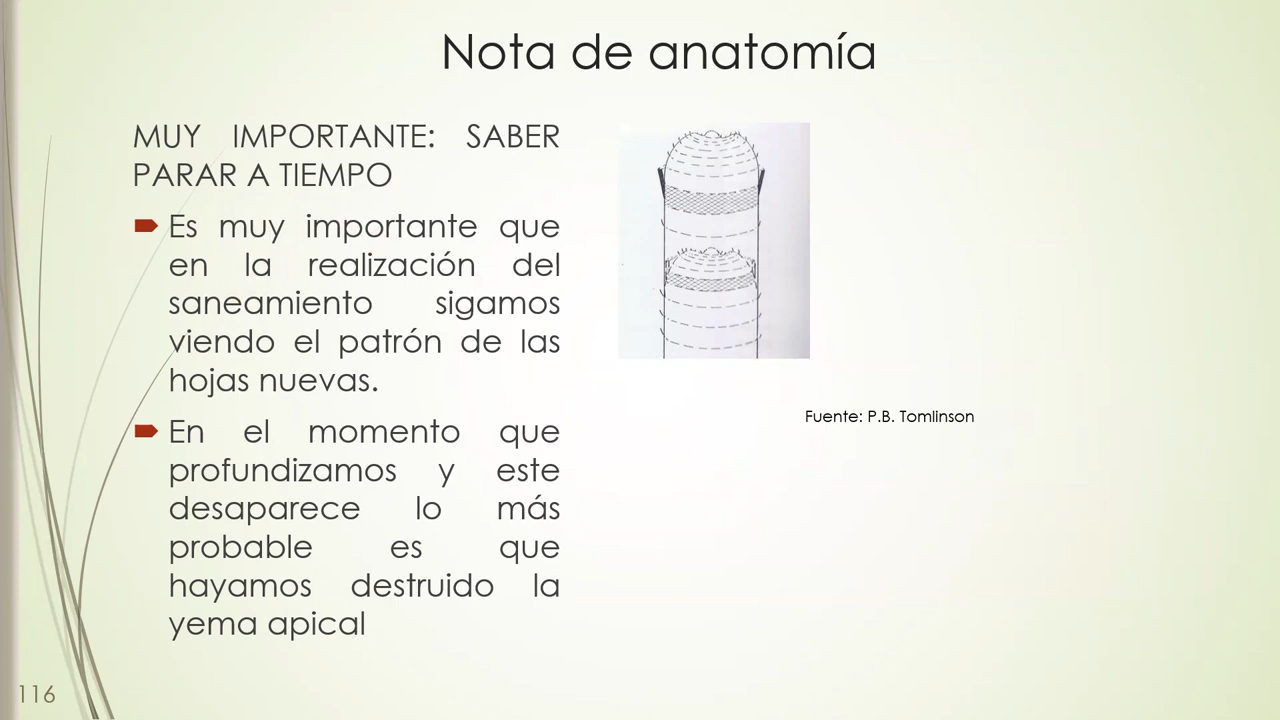 Nota de anatomía
MUY IMPORTANTE: SABER
PARAR A TIEMPO
Es muy importante que
en la realización del
saneamiento sigamos
viendo el patrón de las
hojas nuevas.
En el momento que
profundizamos y este
desaparece lo más
probable es que
hayamos destruido la
yema apical
Fuente: P.B. Tomlinson
116